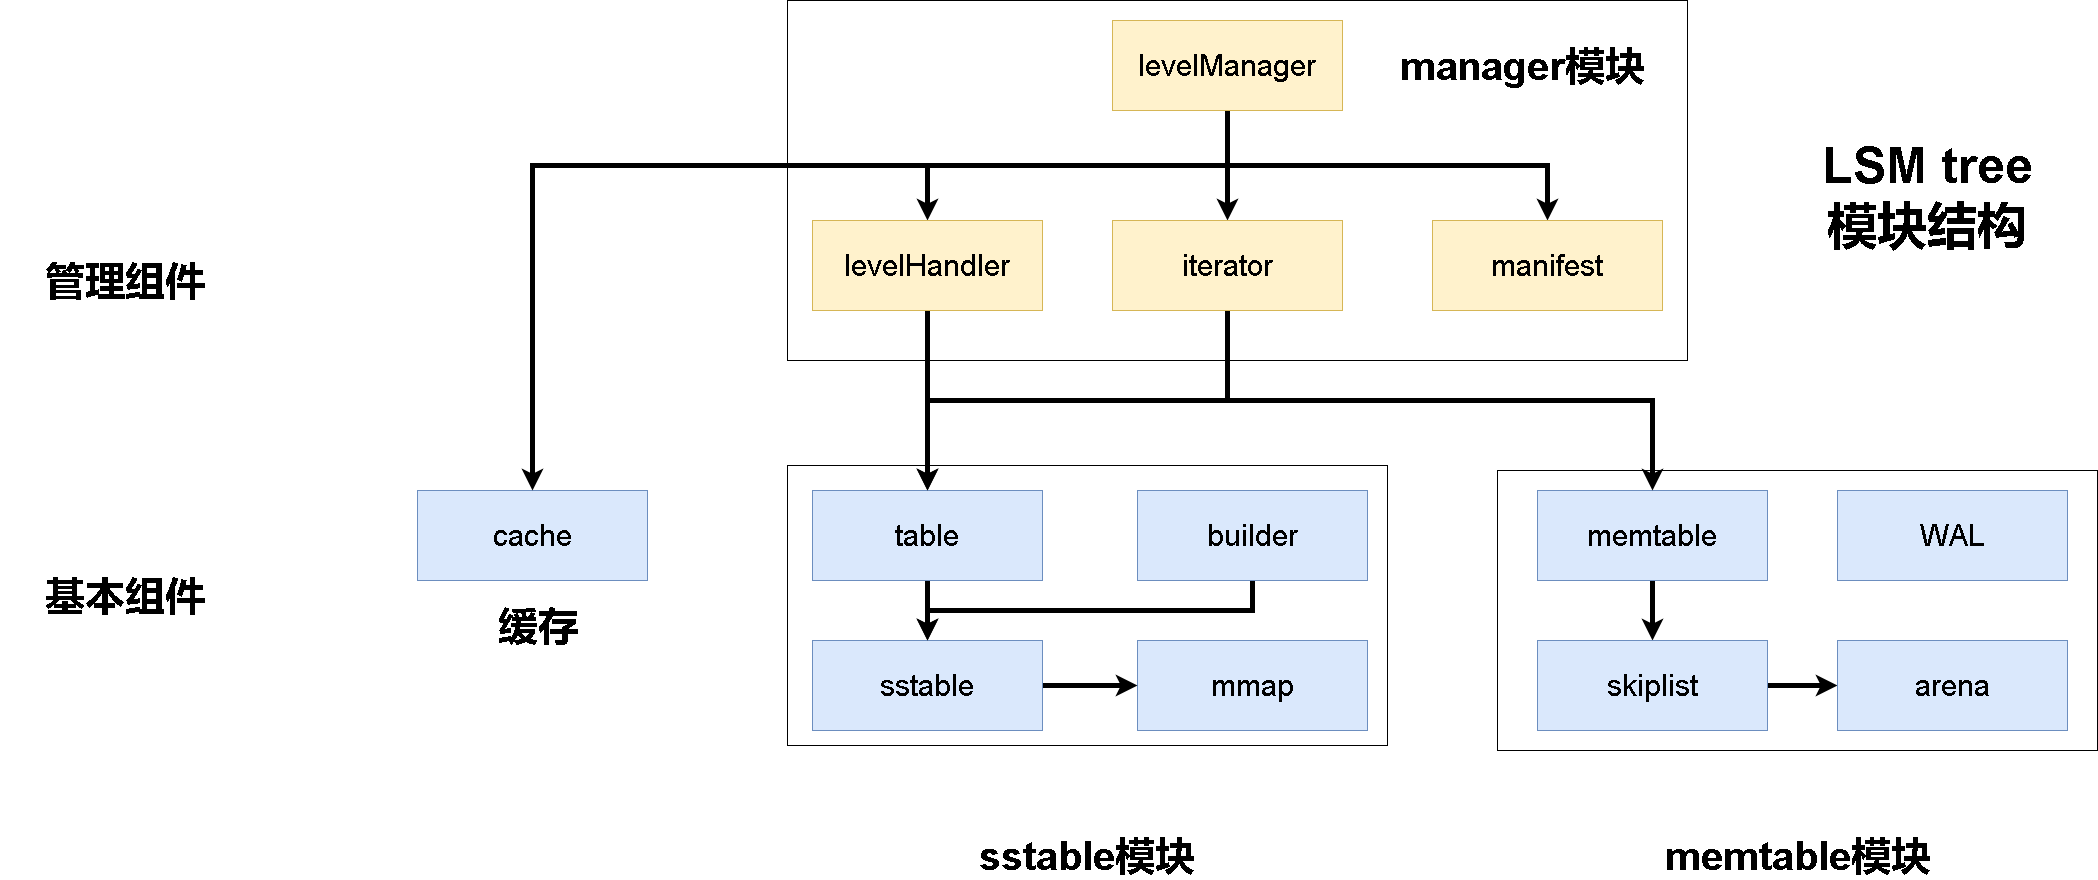 levelManager
manager模块
LSM tree
模块结构
管理组件
levelHandler
iterator
manifest
基本组件
cache
缓存
table
builder
sstable
mmap
memtable
WAL
skiplist
arena
sstable模块
memtable模块